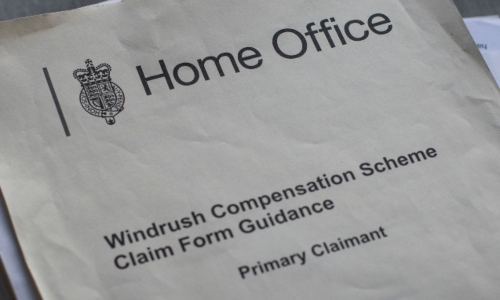 Home Office
Windrush Compensation Scheme
Claim Form Guidance
Primary Claimant